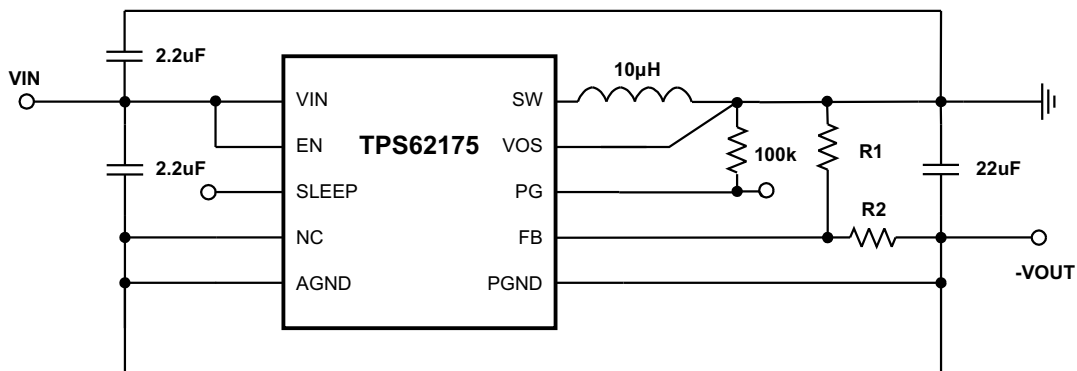 2.2uF
VIN
10µH
VIN
SW
EN
TPS62175
VOS
2.2uF
100k
R1
22uF
SLEEP
PG
R2
NC
FB
AGND
PGND
-VOUT